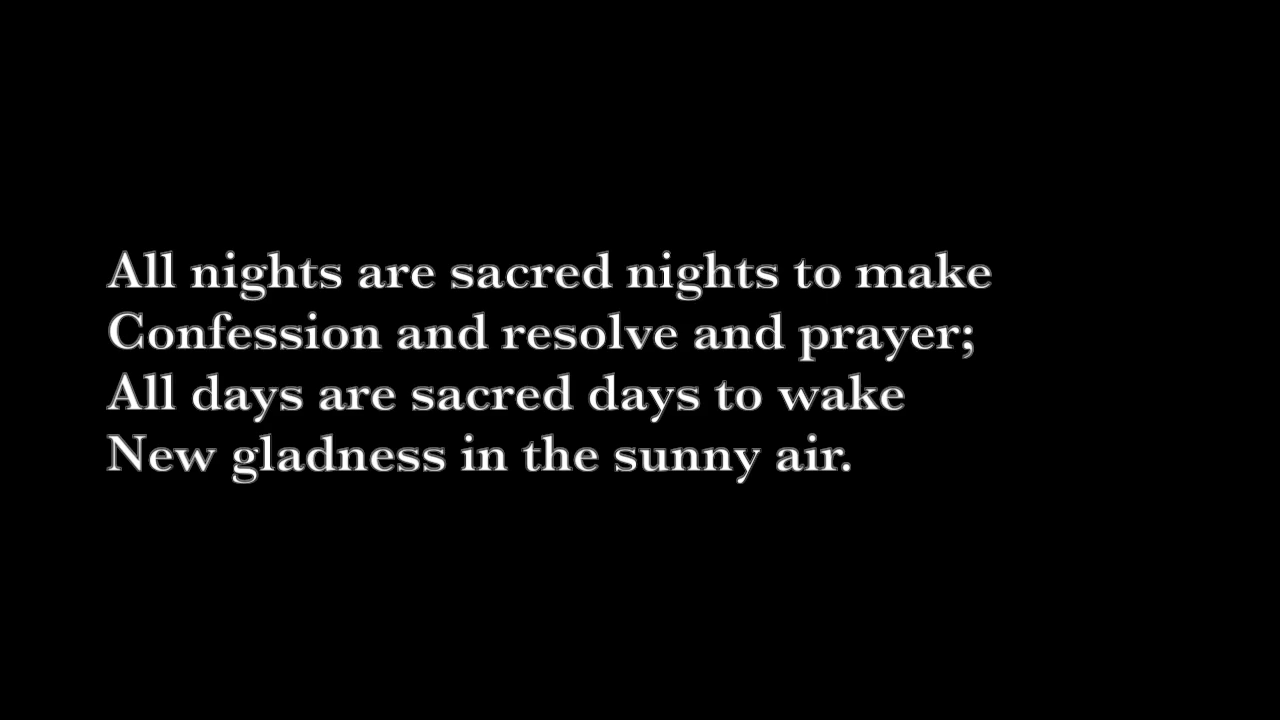 All nights are sacred nights to make
Confession and resolve and prayer;
All days are sacred days to wake
New gladness in the sunny air.